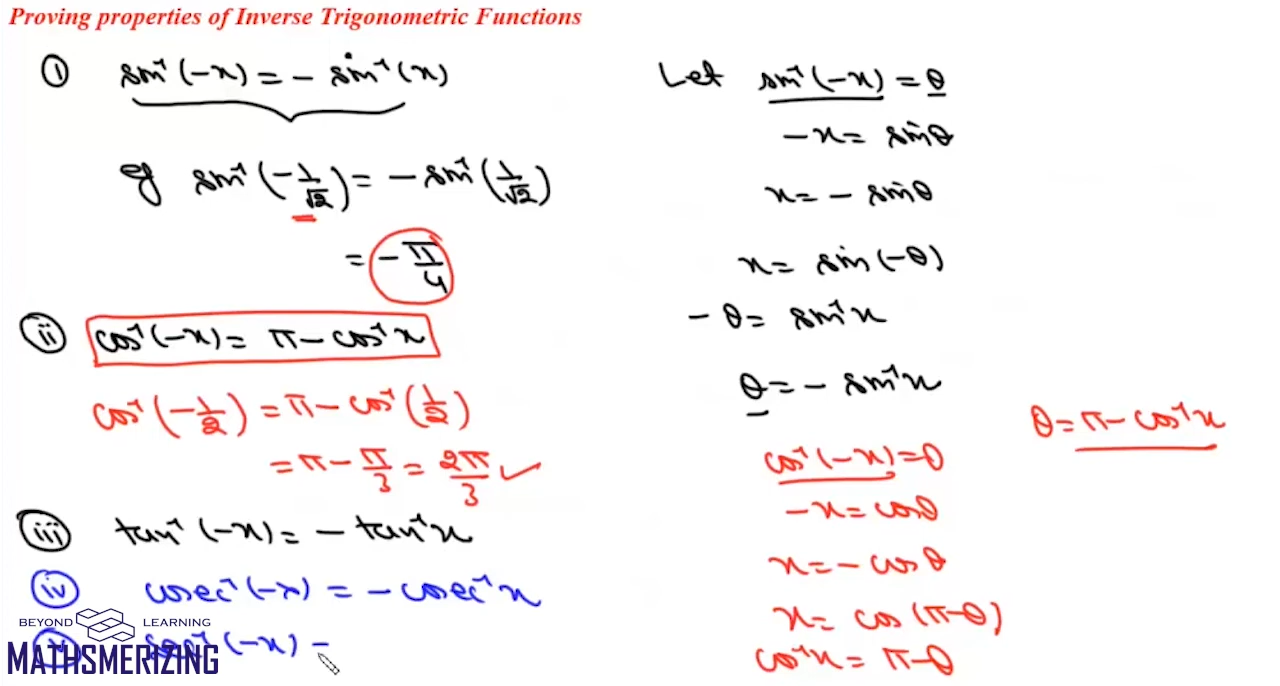 Proving properties of Inverse Trigonometric Functions
① sin⁻¹(-x) = - sin⁻¹(x)
eg sin⁻¹(-1/√2) = - sin⁻¹(1/√2)
= -π/4
ⅱ cos⁻¹(-x) = π - cos⁻¹x
cos⁻¹(-1/2) = π - cos⁻¹(1/2)
= π - π/3 = 2π/3 ✓
ⅲ tan⁻¹(-x) = - tan⁻¹x
ⅳ cosec⁻¹(-x) = - cosec⁻¹x
ⅴ sec⁻¹(-x) =
Let sin⁻¹(-x) = θ
-x = sinθ
x = - sinθ
x = sin(-θ)
-θ = sin⁻¹x
θ = - sin⁻¹x
cos⁻¹(-x) = θ
-x = cosθ
x = - cosθ
x = cos(π-θ)
cos⁻¹x = π-θ
θ = π - cos⁻¹x
BEYOND LEARNING
MATHSMERIZING